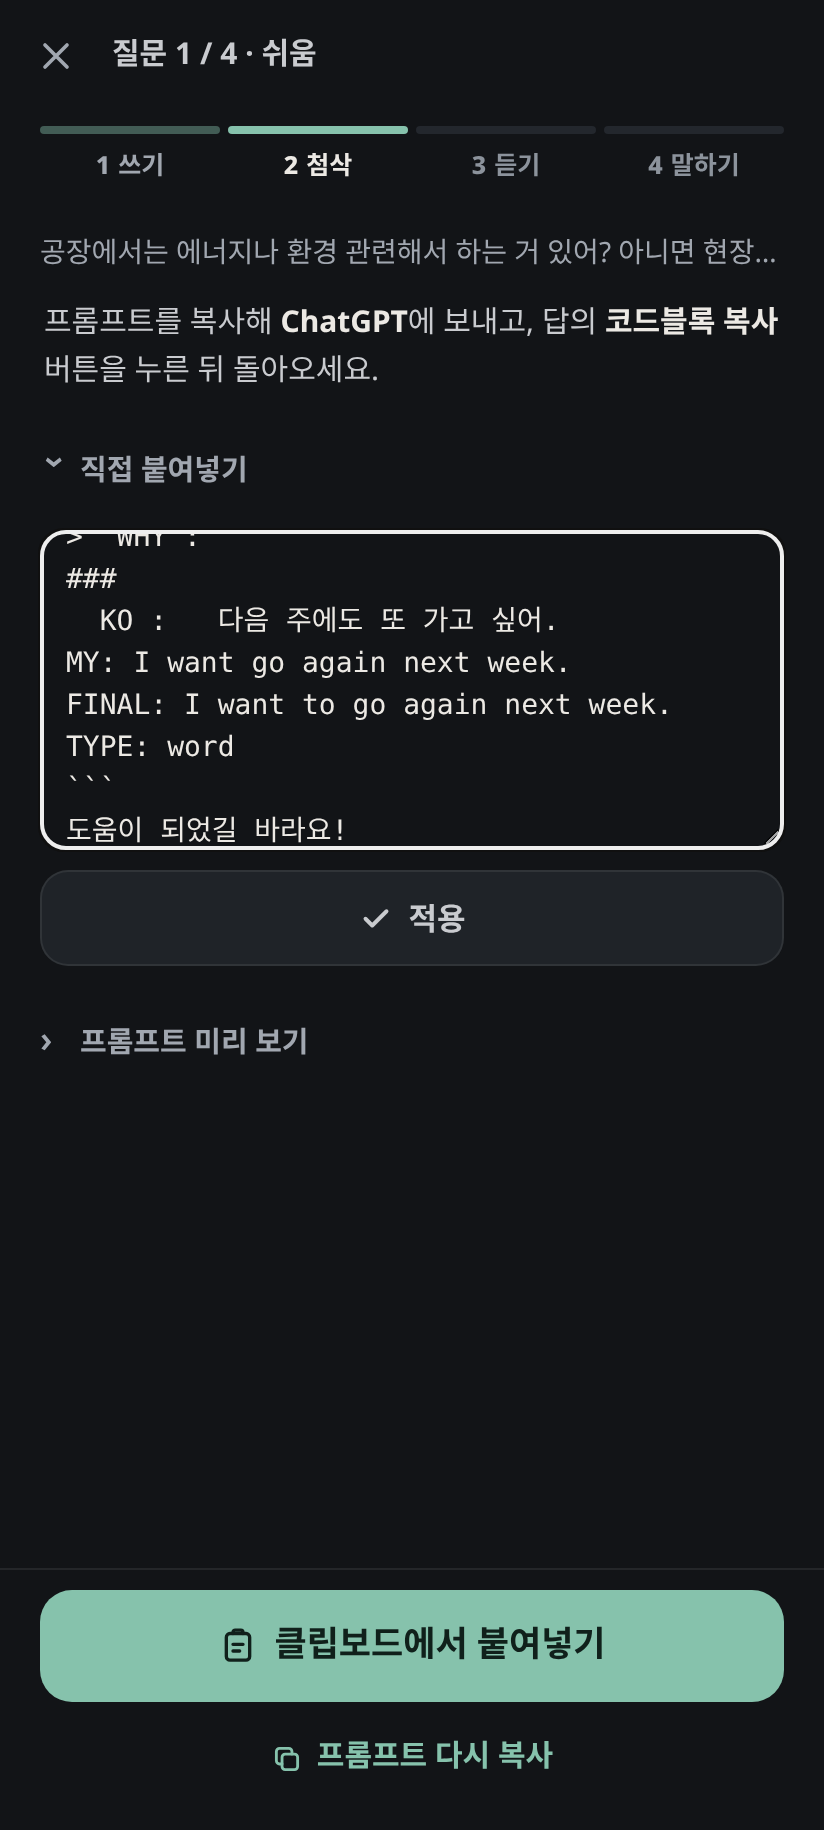 질문 1 / 4 · 쉬움
1 쓰기
2 첨삭
3 듣기
4 말하기
공장에서는 에너지나 환경 관련해서 하는 거 있어? 아니면 현장...
프롬프트를 복사해 ChatGPT에 보내고, 답의 코드블록 복사
버튼을 누른 뒤 돌아오세요.
직접 붙여넣기
> WHY :
###
KO : 다음 주에도 또 가고 싶어.
MY: I want go again next week.
FINAL: I want to go again next week.
TYPE: word
```
도움이 되었길 바라요!
적용
프롬프트 미리 보기
클립보드에서 붙여넣기
프롬프트 다시 복사